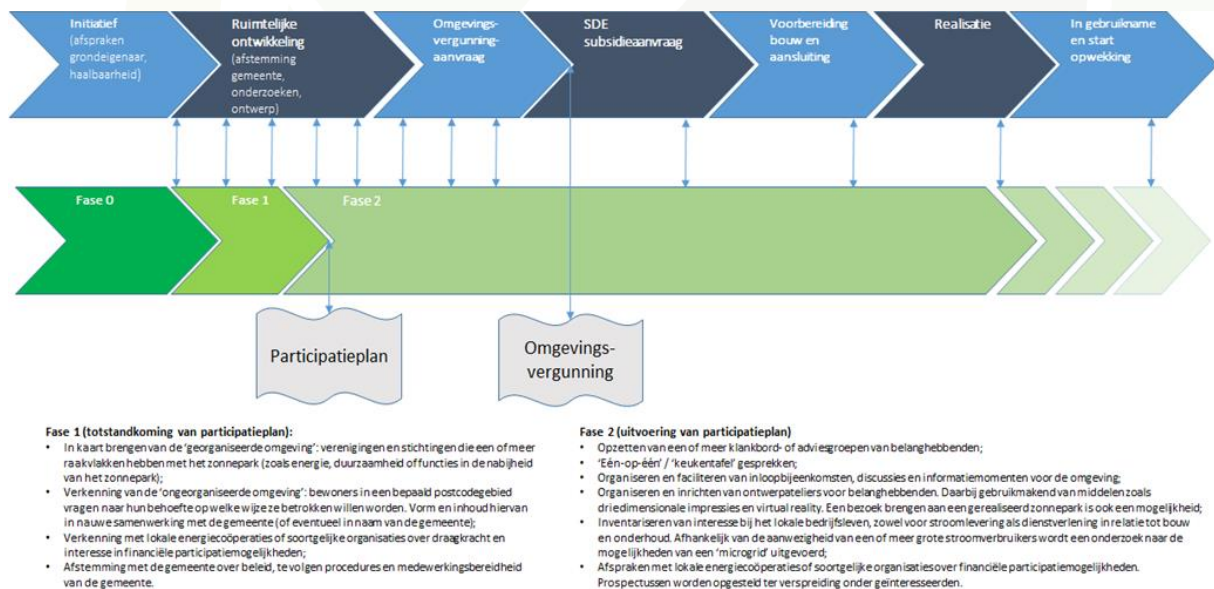 Initiatief
(afspraken
grondeigenaar,
haalbaarheid)
Ruimtelijke
ontwikkeling
(afstemming
gemeente,
onderzoeken,
ontwerp)
Omgevings-
vergunning-
aanvraag
SDE
subsidieaanvraag
Voorbereiding
bouw en
aansluiting
Realisatie
In gebruikname
en start
opwekking
Fase 0
Fase 1
Fase 2
Participatieplan
Omgevings-
vergunning
Fase 1 (totstandkoming van participatieplan):
• In kaart brengen van de ‘georganiseerde omgeving’: verenigingen en stichtingen die een of meer
raakvlakken hebben met het zonnepark (zoals energie, duurzaamheid of functies in de nabijheid
van het zonnepark);
• Verkenning van de ‘ongeorganiseerde omgeving’: bewoners in een bepaald postcodegebied
vragen naar hun behoefte op welke wijze ze betrokken willen worden. Vorm en inhoud hiervan
in nauwe samenwerking met de gemeente (of eventueel in naam van de gemeente);
• Verkenning met lokale energiecoöperaties of soortgelijke organisaties over draagkracht en
interesse in financiële participatiemogelijkheden;
• Afstemming met de gemeente over beleid, te volgen procedures en medewerkingsbereidheid
van de gemeente.
Fase 2 (uitvoering van participatieplan)
• Opzetten van een of meer klankbord- of adviesgroepen van belanghebbenden;
• ‘Eén-op-één’ / ‘keukentafel’ gesprekken;
• Organiseren en faciliteren van inloopbijeenkomsten, discussies en informatiemomenten voor de omgeving;
• Organiseren en inrichten van ontwerpateliers voor belanghebbenden. Daarbij gebruikmakend van middelen zoals
driedimensionale impressies en virtual reality. Een bezoek brengen aan een gerealiseerd zonnepark is ook een mogelijkheid;
• Inventariseren van interesse bij het lokale bedrijfsleven, zowel voor stroomlevering als dienstverlening in relatie tot bouw
en onderhoud. Afhankelijk van de aanwezigheid van een of meer grote stroomverbruikers wordt een onderzoek naar de
mogelijkheden van een ‘microgrid’ uitgevoerd;
• Afspraken met lokale energiecoöperaties of soortgelijke organisaties over financiële participatiemogelijkheden.
Prospectussen worden opgesteld ter verspreiding onder geïnteresseerden.